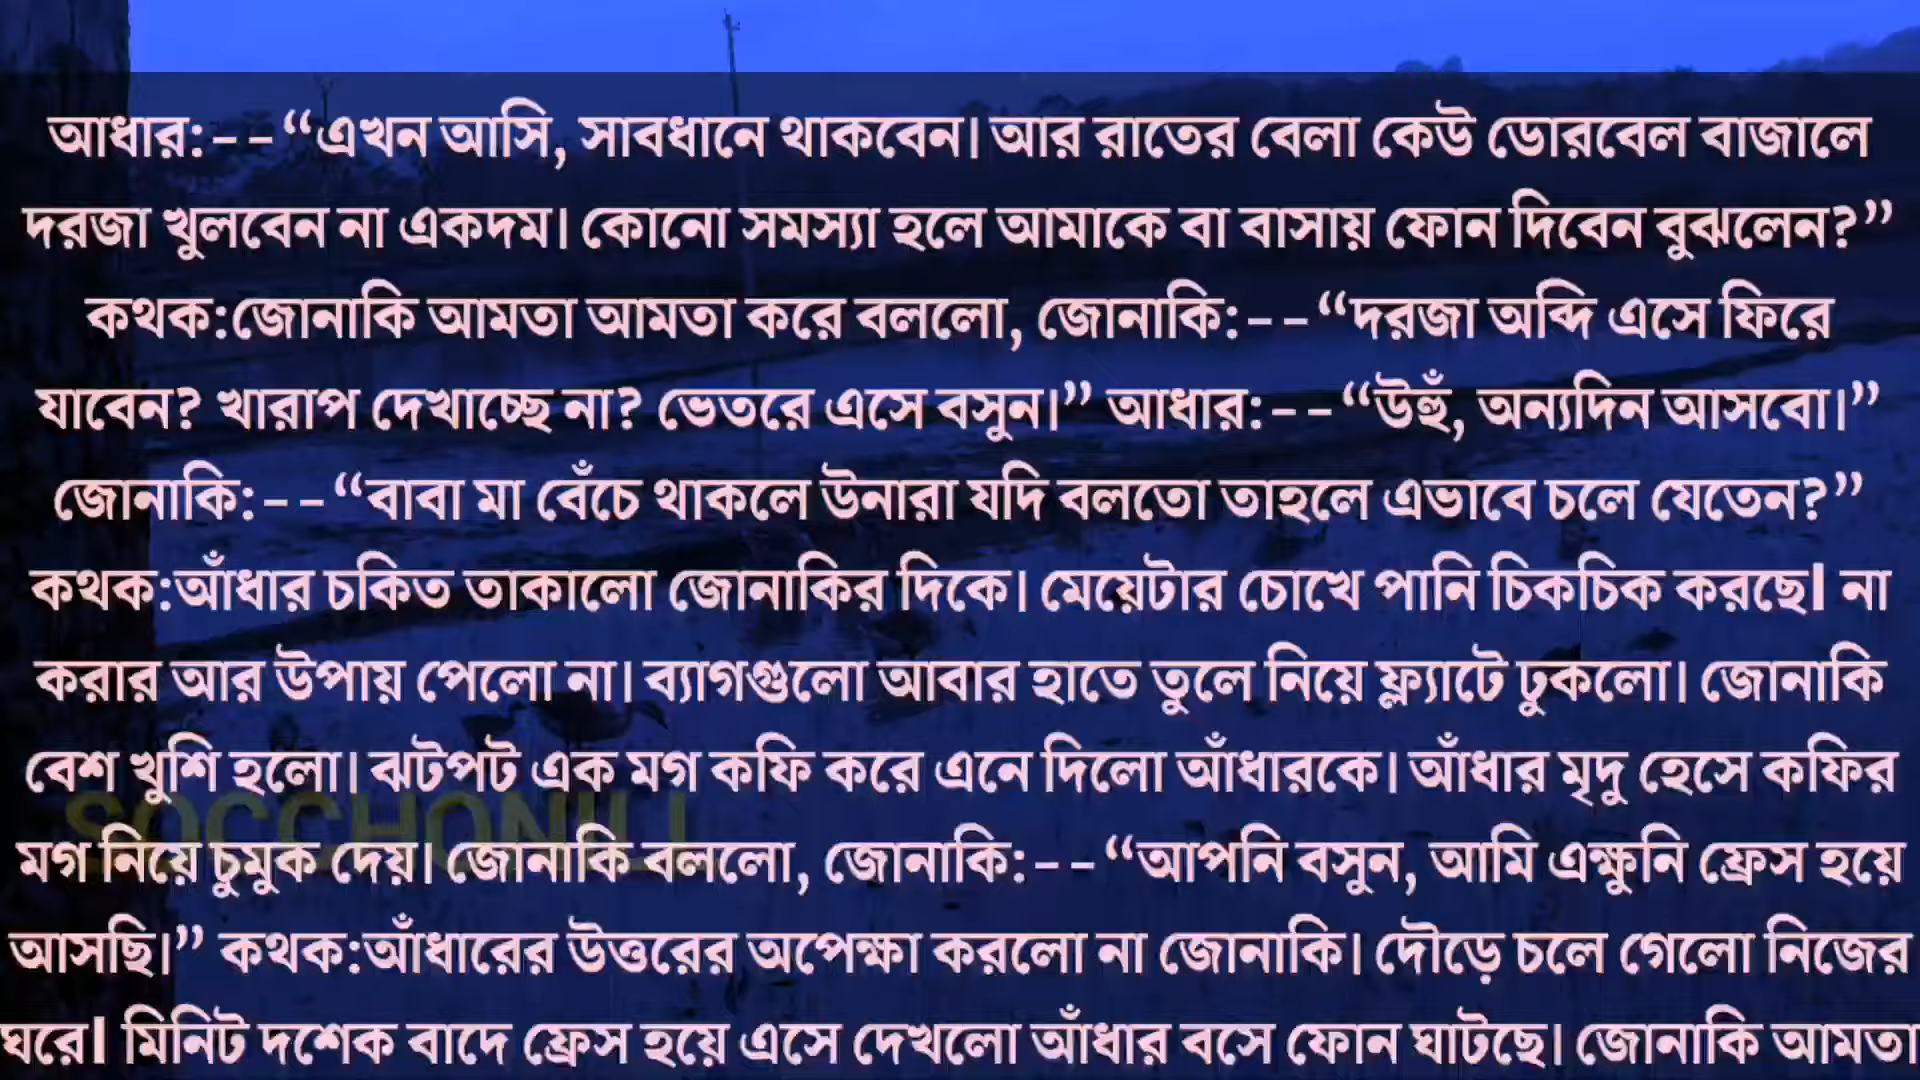 আধার:--“এখন আসি, সাবধানে থাকবেন। আর রাতের বেলা কেউ ডোরবেল বাজালে
দরজা খুলবেন না একদম। কোনো সমস্যা হলে আমাকে বা বাসায় ফোন দিবেন বুঝলেন?”
কথক:জোনাকি আমতা আমতা করে বললো, জোনাকি:--“দরজা অব্দি এসে ফিরে
যাবেন? খারাপ দেখাচ্ছে না? ভেতরে এসে বসুন।” আধার:--“উহুঁ, অন্যদিন আসবো।”
জোনাকি:--“বাবা মা বেঁচে থাকলে উনারা যদি বলতো তাহলে এভাবে চলে যেতেন?”
কথক:আঁধার চকিত তাকালো জোনাকির দিকে। মেয়েটার চোখে পানি চিকচিক করছে। না
করার আর উপায় পেলো না। ব্যাগগুলো আবার হাতে তুলে নিয়ে ফ্ল্যাটে ঢুকলো। জোনাকি
বেশ খুশি হলো। ঝটপট এক মগ কফি করে এনে দিলো আঁধারকে। আঁধার মৃদু হেসে কফির
মগ নিয়ে চুমুক দেয়। জোনাকি বললো, জোনাকি:--“আপনি বসুন, আমি এক্ষুনি ফ্রেস হয়ে
আসছি।” কথক:আঁধারের উত্তরের অপেক্ষা করলো না জোনাকি। দৌড়ে চলে গেলো নিজের
ঘরে। মিনিট দশেক বাদে ফ্রেস হয়ে এসে দেখলো আঁধার বসে ফোন ঘাটছে। জোনাকি আমতা
SOCCHONILL